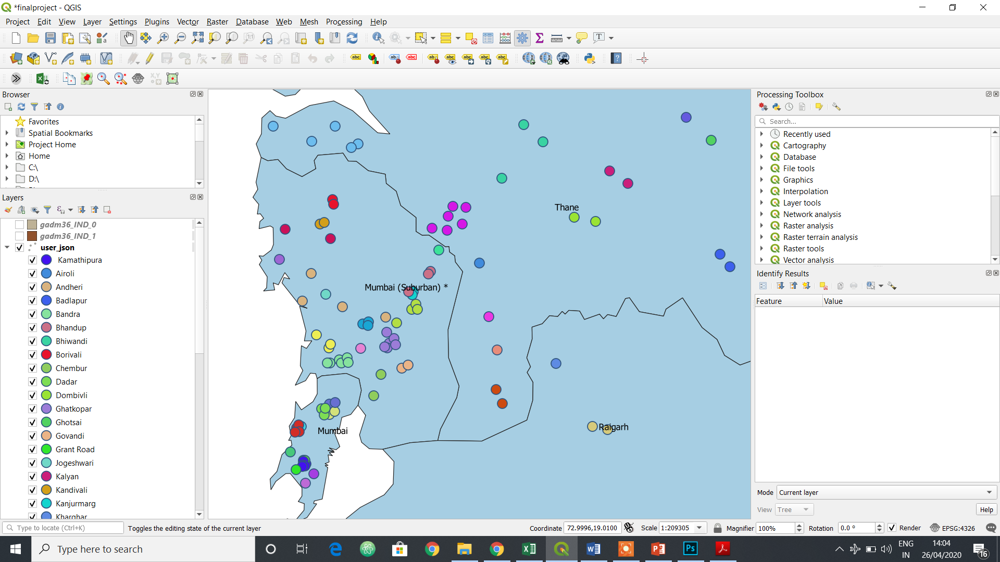 *finalproject - QGIS
Project Edit View Layer Settings Plugins Vector Raster Database Web Mesh Processing Help
Browser
Favorites
Spatial Bookmarks
Project Home
Home
C:\
D:\
Layers
gadm36_IND_0
gadm36_IND_1
user_json
Kamathipura
Airoli
Andheri
Badlapur
Bandra
Bhandup
Bhiwandi
Borivali
Chembur
Dadar
Dombivli
Ghatkopar
Ghotsai
Govandi
Grant Road
Jogeshwari
Kalyan
Kandivali
Kanjurmarg
Kharghar
Thane
Mumbai (Suburban) *
Mumbai
Raigarh
Processing Toolbox
Search...
Recently used
Cartography
Database
File tools
Graphics
Interpolation
Layer tools
Network analysis
Raster analysis
Raster terrain analysis
Raster tools
Vector analysis
Identify Results
Feature Value
Mode Current layer
View Tree Help
Type to locate (Ctrl+K) Toggles the editing state of the current layer Coordinate 72.9996,19.0100 Scale 1:209305 Magnifier 100% Rotation 0.0 ° Render EPSG:4326
Type here to search
ENG
IN
14:04
26/04/2020
16